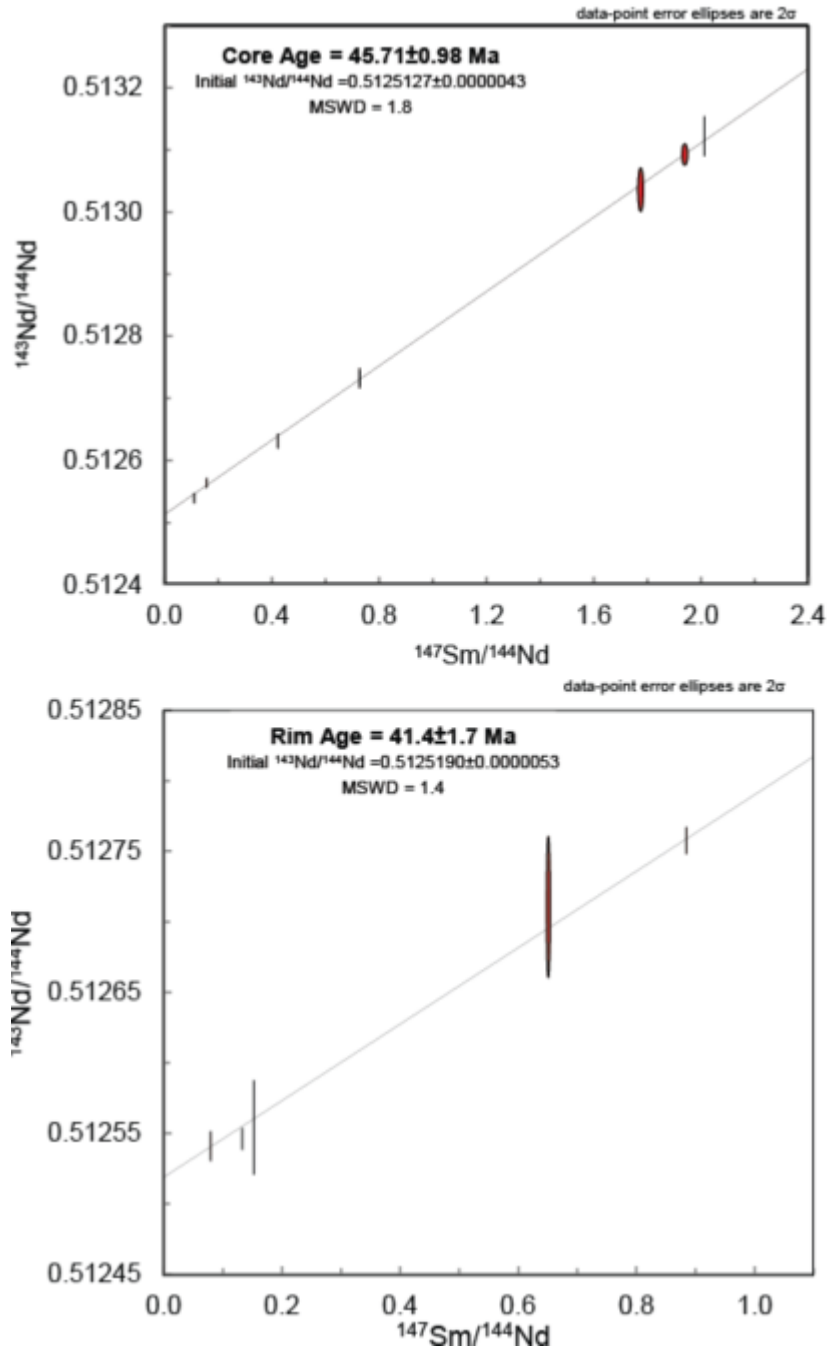 data-point error ellipses are 2σ
Core Age = 45.71±0.98 Ma
Initial ¹⁴³Nd/¹⁴⁴Nd =0.5125127±0.0000043
MSWD = 1.8
0.5132
0.5130
0.5128
0.5126
0.5124
¹⁴³Nd/¹⁴⁴Nd
0.0 0.4 0.8 1.2 1.6 2.0 2.4
¹⁴⁷Sm/¹⁴⁴Nd
data-point error ellipses are 2σ
Rim Age = 41.4±1.7 Ma
Initial ¹⁴³Nd/¹⁴⁴Nd =0.5125190±0.0000053
MSWD = 1.4
0.51285
0.51275
0.51265
0.51255
0.51245
¹⁴³Nd/¹⁴⁴Nd
0.0 0.2 0.4 0.6 0.8 1.0
¹⁴⁷Sm/¹⁴⁴Nd